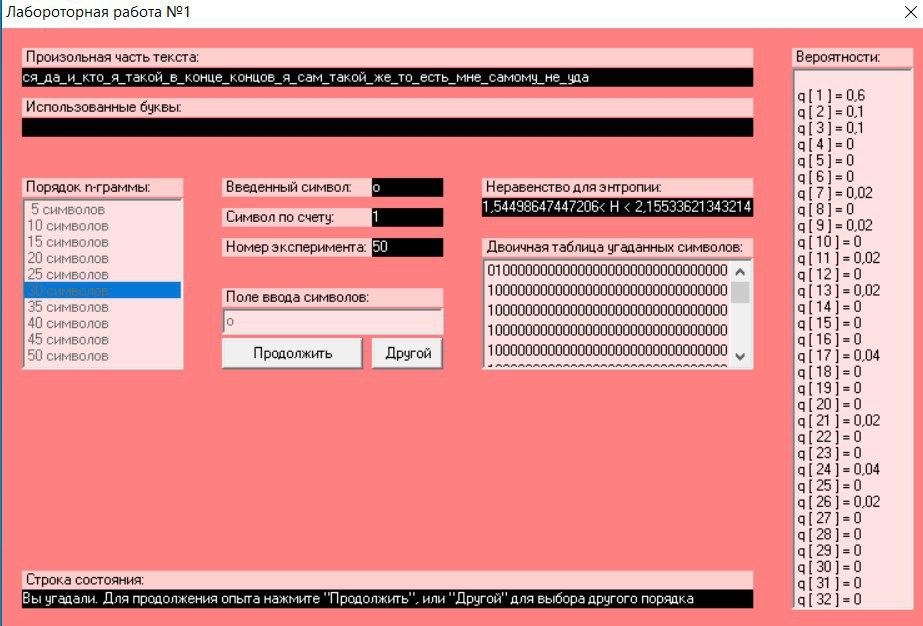 Лабороторная работа №1
Произольная часть текста:
ся_да_и_кто_я_такой_в_конце_концов_я_сам_такой_же_то_есть_мне_самому_не_уда
Использованные буквы:
Порядок n-граммы:
5 символов
10 символов
15 символов
20 символов
25 символов
30 символов
35 символов
40 символов
45 символов
50 символов
Введенный символ: о
Символ по счету: 1
Номер эксперимента: 50
Поле ввода символов:
о
Продолжить
Другой
Неравенство для энтропии:
1,54498647447206< H < 2,15533621343214
Двоичная таблица угаданных символов:
01000000000000000000000000000000
10000000000000000000000000000000
10000000000000000000000000000000
10000000000000000000000000000000
10000000000000000000000000000000
Вероятности:
q [ 1 ] = 0,6
q [ 2 ] = 0,1
q [ 3 ] = 0,1
q [ 4 ] = 0
q [ 5 ] = 0
q [ 6 ] = 0
q [ 7 ] = 0,02
q [ 8 ] = 0
q [ 9 ] = 0,02
q [ 10 ] = 0
q [ 11 ] = 0,02
q [ 12 ] = 0
q [ 13 ] = 0,02
q [ 14 ] = 0
q [ 15 ] = 0
q [ 16 ] = 0
q [ 17 ] = 0,04
q [ 18 ] = 0
q [ 19 ] = 0
q [ 20 ] = 0
q [ 21 ] = 0,02
q [ 22 ] = 0
q [ 23 ] = 0
q [ 24 ] = 0,04
q [ 25 ] = 0
q [ 26 ] = 0,02
q [ 27 ] = 0
q [ 28 ] = 0
q [ 29 ] = 0
q [ 30 ] = 0
q [ 31 ] = 0
q [ 32 ] = 0
Строка состояния:
Вы угадали. Для продолжения опыта нажмите "Продолжить", или "Другой" для выбора другого порядка